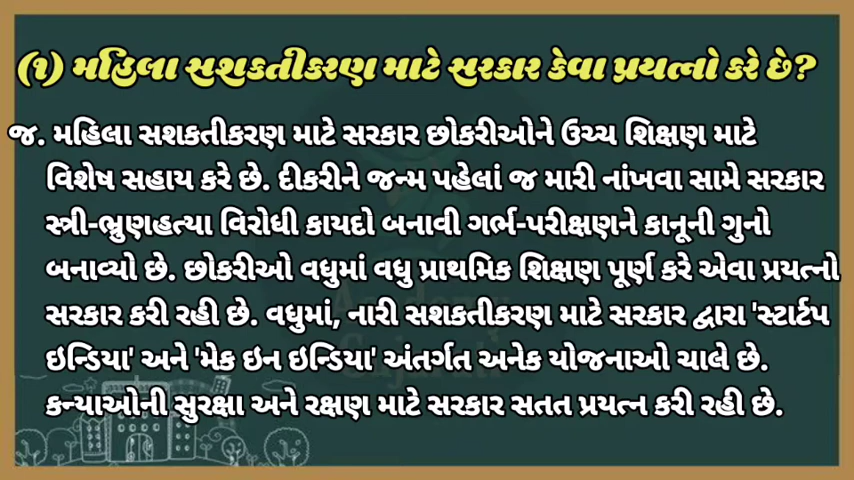 (૧) મહિલા સશકતીકરણ માટે સરકાર કેવા પ્રયત્નો કરે છે?
જ. મહિલા સશકતીકરણ માટે સરકાર છોકરીઓને ઉચ્ચ શિક્ષણ માટે
વિશેષ સહાય કરે છે. દીકરીને જન્મ પહેલાં જ મારી નાંખવા સામે સરકાર
સ્ત્રી-ભ્રુણહત્યા વિરોધી કાયદો બનાવી ગર્ભ-પરીક્ષણને કાનૂની ગુનો
બનાવ્યો છે. છોકરીઓ વધુમાં વધુ પ્રાથમિક શિક્ષણ પૂર્ણ કરે એવા પ્રયત્નો
સરકાર કરી રહી છે. વધુમાં, નારી સશકતીકરણ માટે સરકાર દ્વારા 'સ્ટાર્ટપ
ઇન્ડિયા' અને 'મેક ઇન ઇન્ડિયા' અંતર્ગત અનેક યોજનાઓ ચાલે છે.
કન્યાઓની સુરક્ષા અને રક્ષણ માટે સરકાર સતત પ્રયત્ન કરી રહી છે.